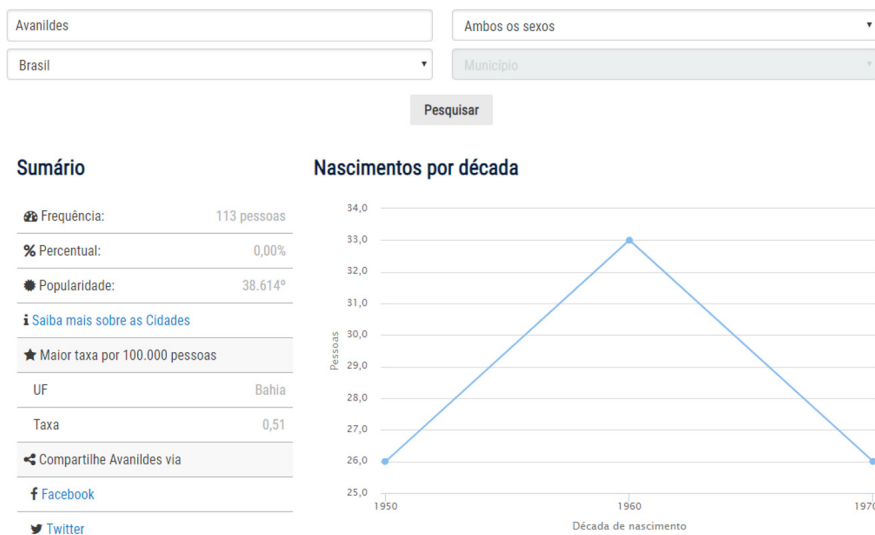 Avanildes
Ambos os sexos
Brasil
Município
Pesquisar
Sumário
Frequência: 113 pessoas
Percentual: 0,00%
Popularidade: 38.614º
Saiba mais sobre as Cidades
Maior taxa por 100.000 pessoas
UF Bahia
Taxa 0,51
Compartilhe Avanildes via
Facebook
Twitter
Nascimentos por década
34,0
33,0
32,0
31,0
30,0
29,0
28,0
27,0
26,0
25,0
Pessoas
1950 1960 1970
Década de nascimento